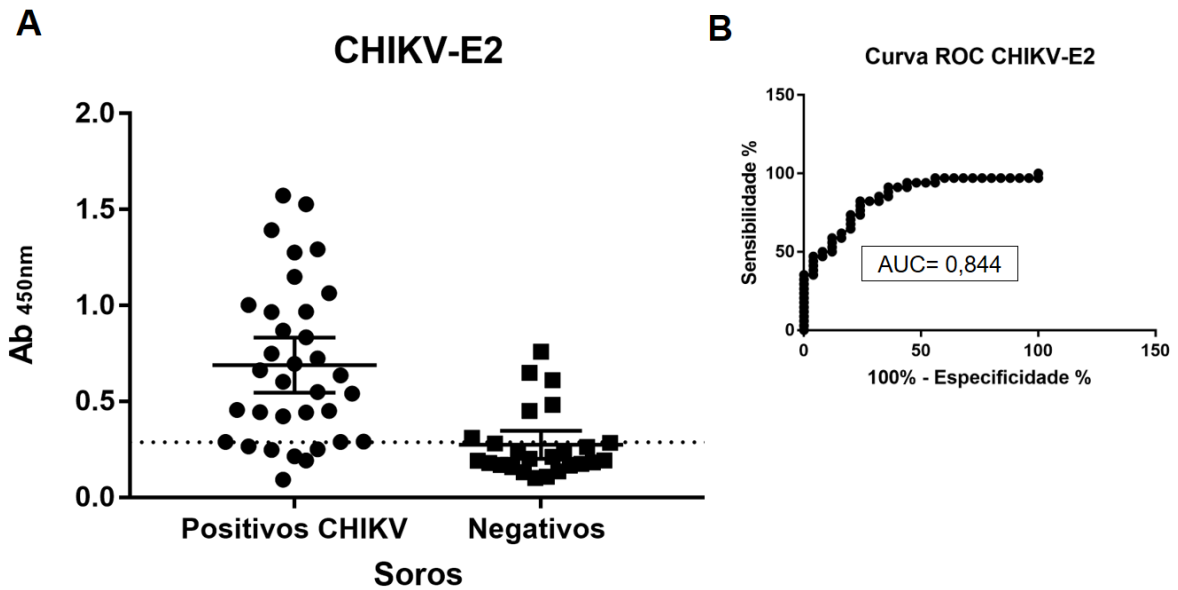 A
CHIKV-E2
2.0
1.5
1.0
0.5
0.0
Ab 450nm
Positivos CHIKV
Negativos
Soros
B
Curva ROC CHIKV-E2
150
100
50
0
Sensibilidade %
AUC= 0,844
0
50
100
150
100% - Especificidade %